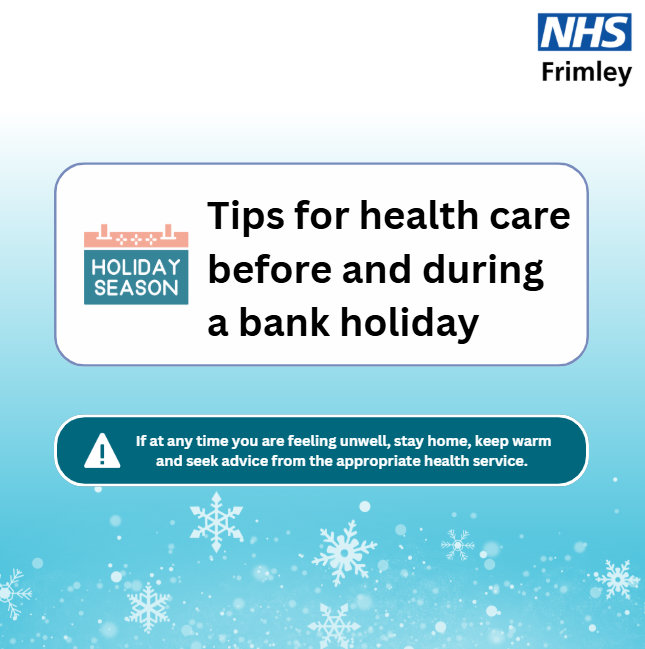 NHS
Frimley
HOLIDAY
SEASON
Tips for health care
before and during
a bank holiday
If at any time you are feeling unwell, stay home, keep warm
and seek advice from the appropriate health service.